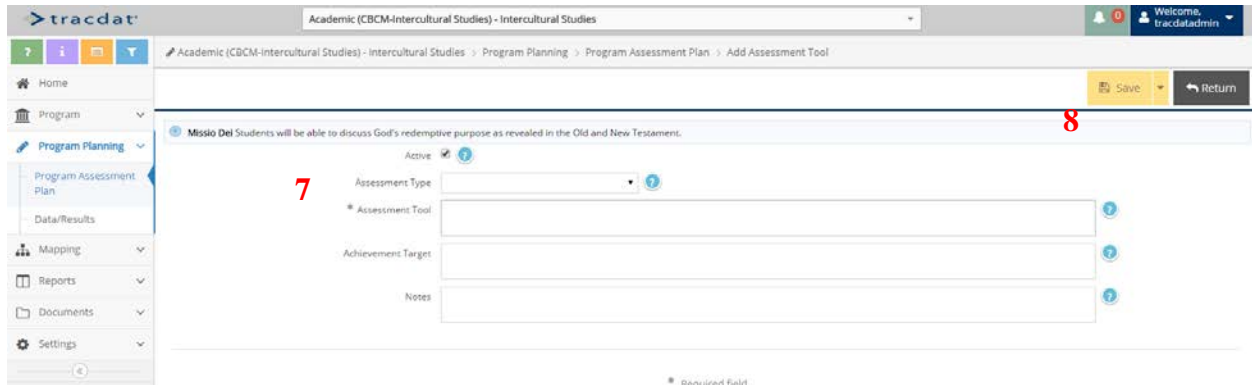 tracdat
Academic (CBCM-Intercultural Studies) - Intercultural Studies
0
Welcome,
tracdatadmin
? i
Academic (CBCM-Intercultural Studies) - Intercultural Studies > Program Planning > Program Assessment Plan > Add Assessment Tool
Home
Save
Return
Program
8
Missio Dei Students will be able to discuss God's redemptive purpose as revealed in the Old and New Testament.
Program Planning
Active ?
Program Assessment
Plan
7
Assessment Type ?
* Assessment Tool ?
Data/Results
Mapping
Achievement Target ?
Reports
Notes ?
Documents
Settings
* Required field